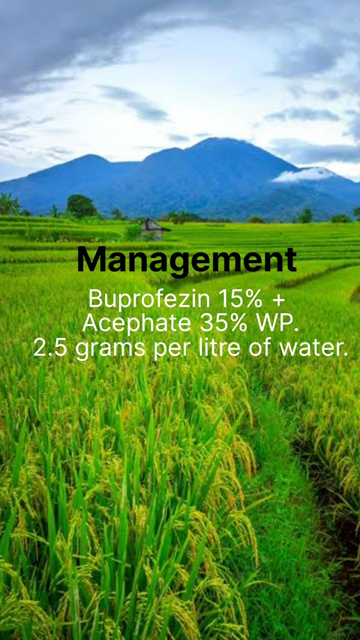 Management
Buprofezin 15% +
Acephate 35% WP.
2.5 grams per litre of water.